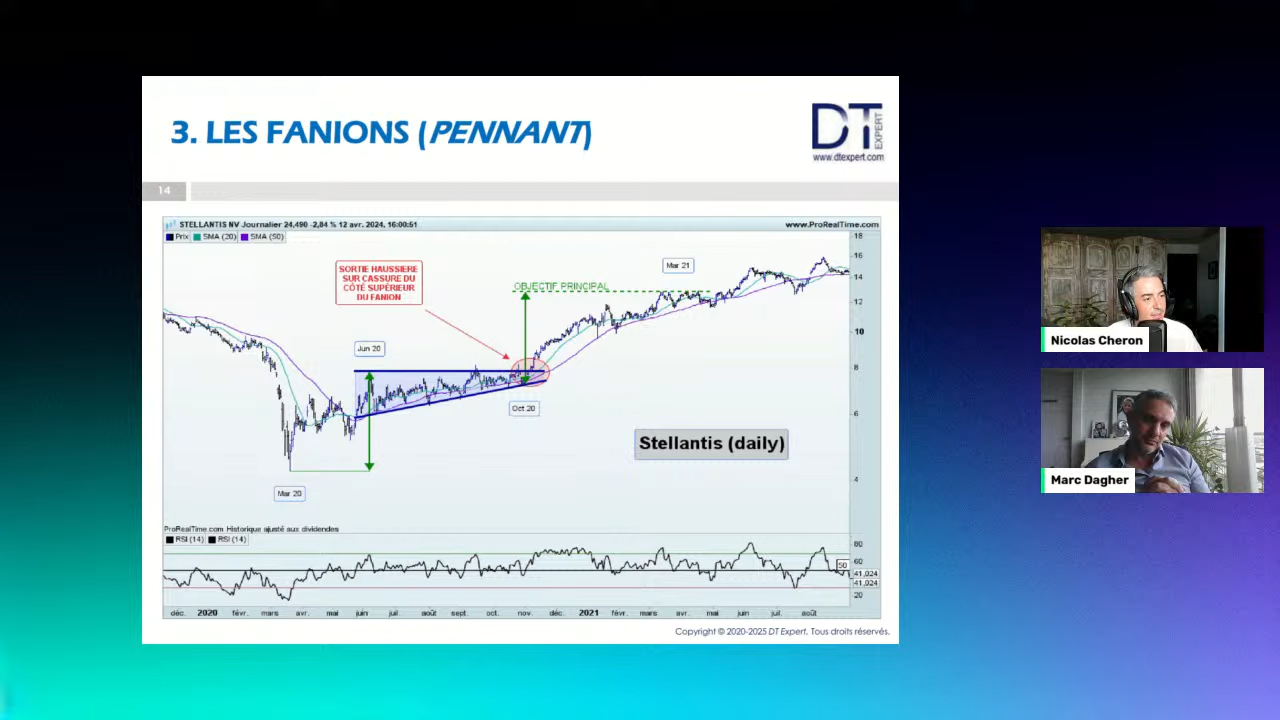 3. LES FANIONS (PENNANT)
DT
EXPERT
www.dtexpert.com
14
STELLANTIS NV Journalier 24,490 -2,84 % 12 avr. 2024, 16:00:51
www.ProRealTime.com
Prix SMA (20) SMA (50)
18
16
14
12
10
8
6
4
SORTIE HAUSSIERE
SUR CASSURE DU
CÔTÉ SUPÉRIEUR
DU FANION
OBJECTIF PRINCIPAL
Mar 21
Jun 20
Oct 20
Mar 20
Stellantis (daily)
ProRealTime.com Historique ajusté aux dividendes
RSI (14) RSI (14)
80
60
50
41,024
41,024
20
déc. 2020 févr. mars avr. mai juin juil. août sept. oct. nov. déc. 2021 févr. mars avr. mai juin juil. août
Copyright © 2020-2025 DT Expert. Tous droits réservés.
Nicolas Cheron
Marc Dagher